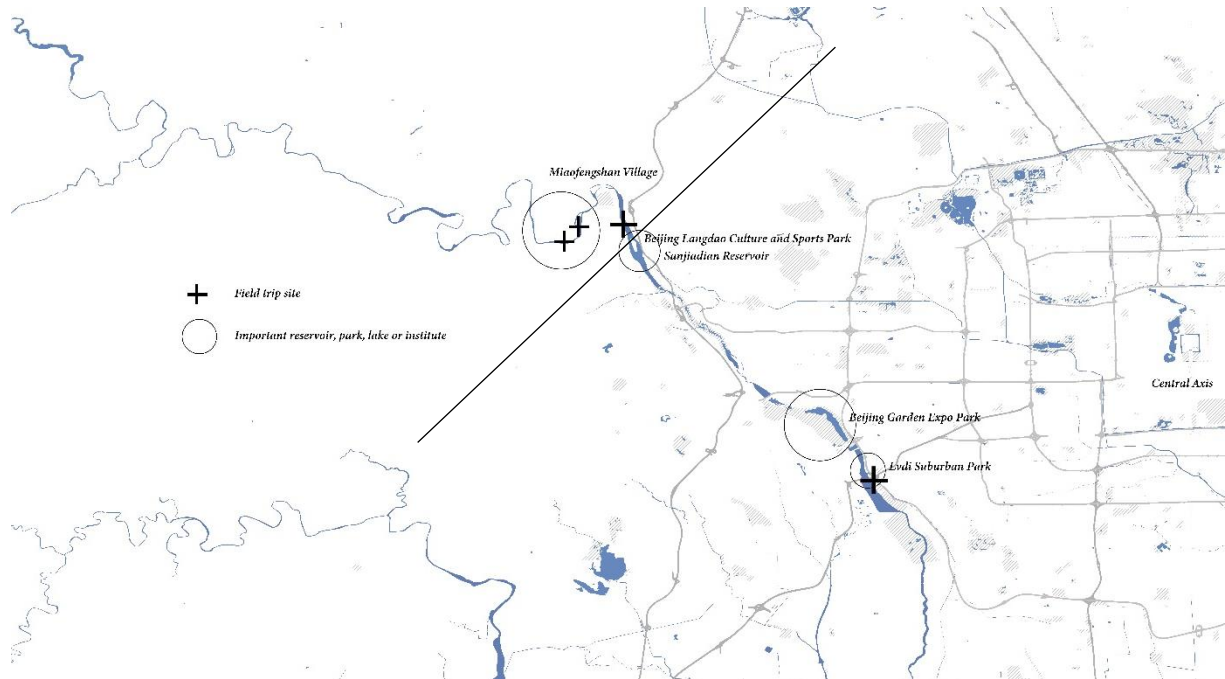 Miaofengshan Village
Beijing Langdao Culture and Sports Park
Sanjiadian Reservoir
Field trip site
Important reservoir, park, lake or institute
Central Axis
Beijing Garden Expo Park
Lvdi Suburban Park